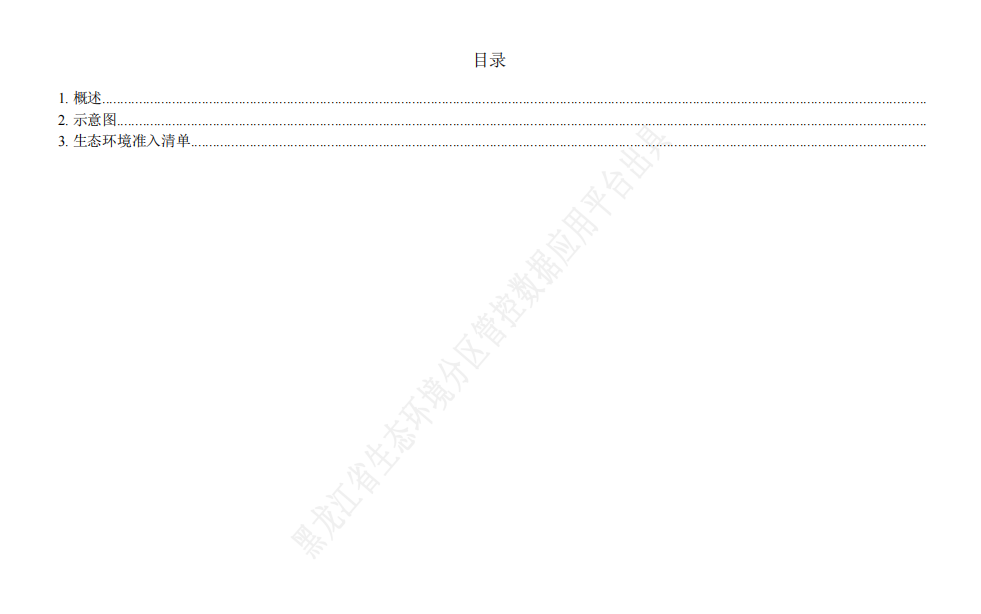 目录
1. 概述........................................................................................................................
2. 示意图........................................................................................................................
3. 生态环境准入清单........................................................................................................................
黑龙江省生态环境分区管控数据应用平台出具